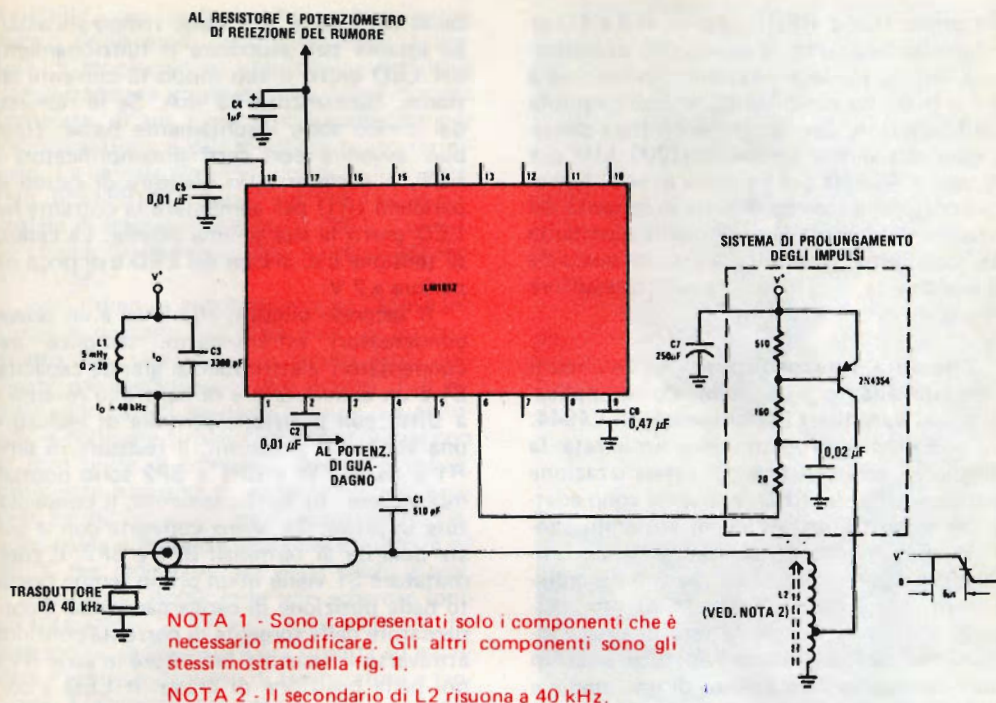 AL RESISTORE E POTENZIOMETRO
DI REIEZIONE DEL RUMORE
C4
1µF
+
C5
0,01 µF
18 17 16 15 14 13 12 11 10
LM1812
1 2 3 4 5 6 7 8 9
V+
L1
5 mHy
Q > 20
fo
C3
3300 pF
fo = 40 kHz
C2
0,01 µF
AL POTENZ.
DI GUA-
DAGNO
C1
510 pF
C8
0,47 µF
SISTEMA DI PROLUNGAMENTO
DEGLI IMPULSI
V+
C7
250µF
510
2N4354
160
0,02 µF
20
L2
(VED. NOTA 2)
V+
0
TRASDUTTORE
DA 40 kHz
NOTA 1 - Sono rappresentati solo i componenti che è
necessario modificare. Gli altri componenti sono gli
stessi mostrati nella fig. 1.
NOTA 2 - Il secondario di L2 risuona a 40 kHz.